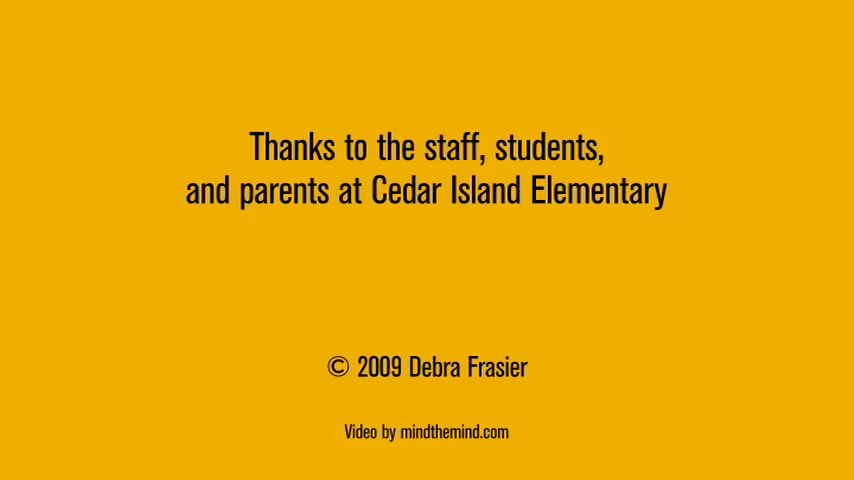 Thanks to the staff, students,
and parents at Cedar Island Elementary
© 2009 Debra Frasier
Video by mindthemind.com